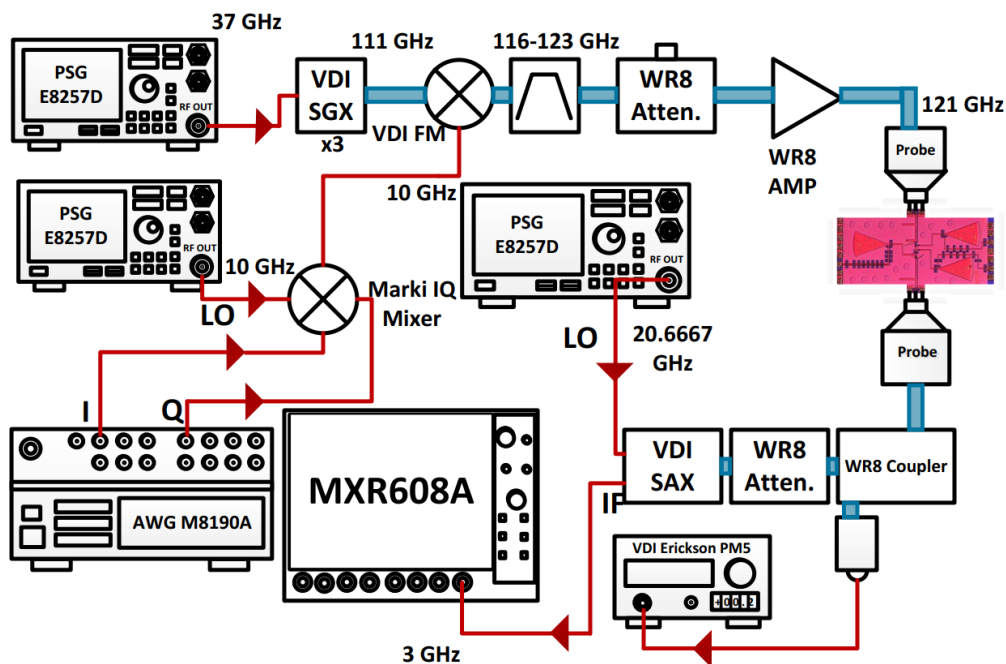 37 GHz
PSG
E8257D
RF OUT
VDI
SGX
x3
111 GHz
VDI FM
116-123 GHz
WR8
Atten.
WR8
AMP
121 GHz
Probe
PSG
E8257D
RF OUT
10 GHz
LO
10 GHz
Marki IQ
Mixer
PSG
E8257D
RF OUT
LO
20.6667
GHz
Probe
I
Q
AWG M8190A
MXR608A
VDI
SAX
IF
WR8
Atten.
WR8 Coupler
VDI Erickson PM5
+00.2
3 GHz